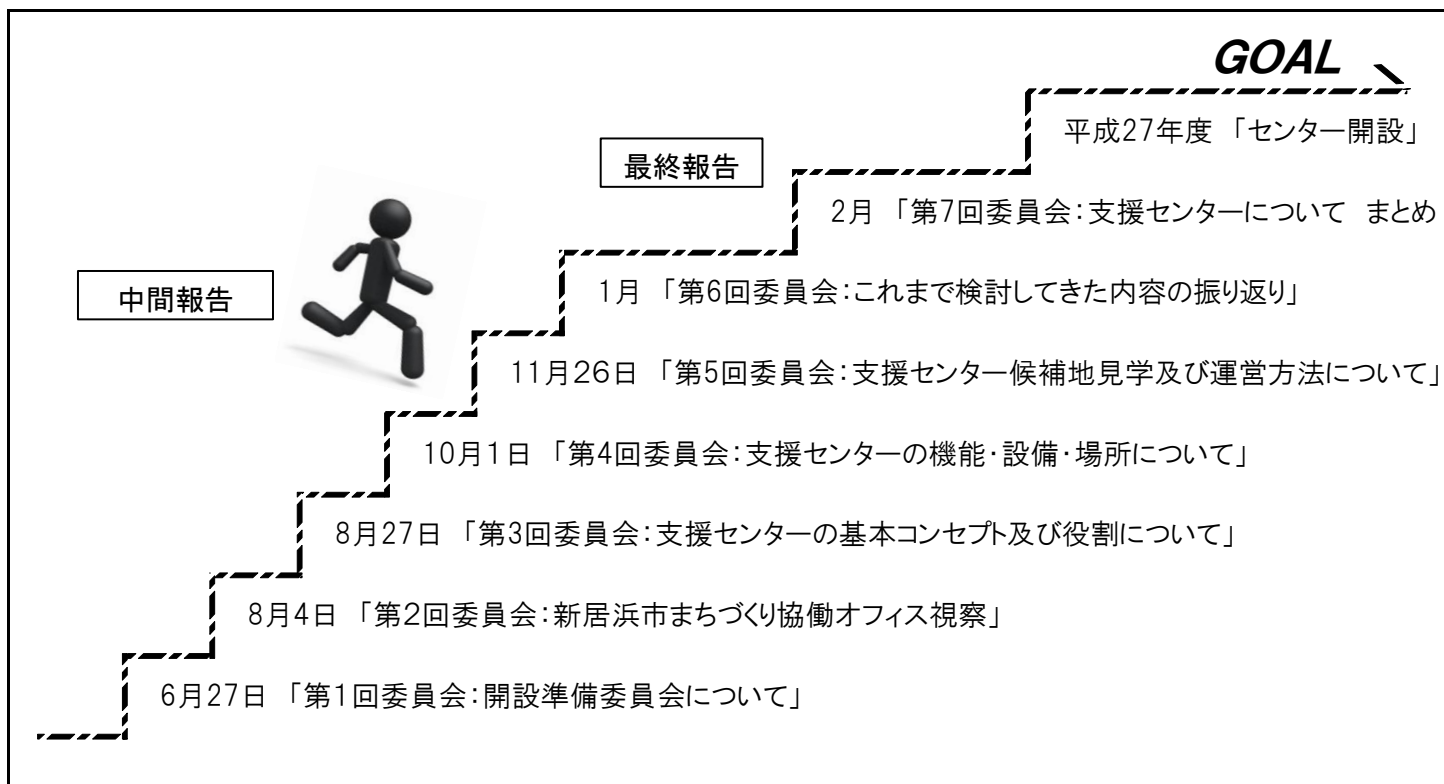 GOAL
平成27年度 「センター開設」
最終報告
2月 「第7回委員会：支援センターについて まとめ
1月 「第6回委員会：これまで検討してきた内容の振り返り」
中間報告
11月26日 「第5回委員会：支援センター候補地見学及び運営方法について」
10月1日 「第4回委員会：支援センターの機能・設備・場所について」
8月27日 「第3回委員会：支援センターの基本コンセプト及び役割について」
8月4日 「第2回委員会：新居浜市まちづくり協働オフィス視察」
6月27日 「第1回委員会：開設準備委員会について」